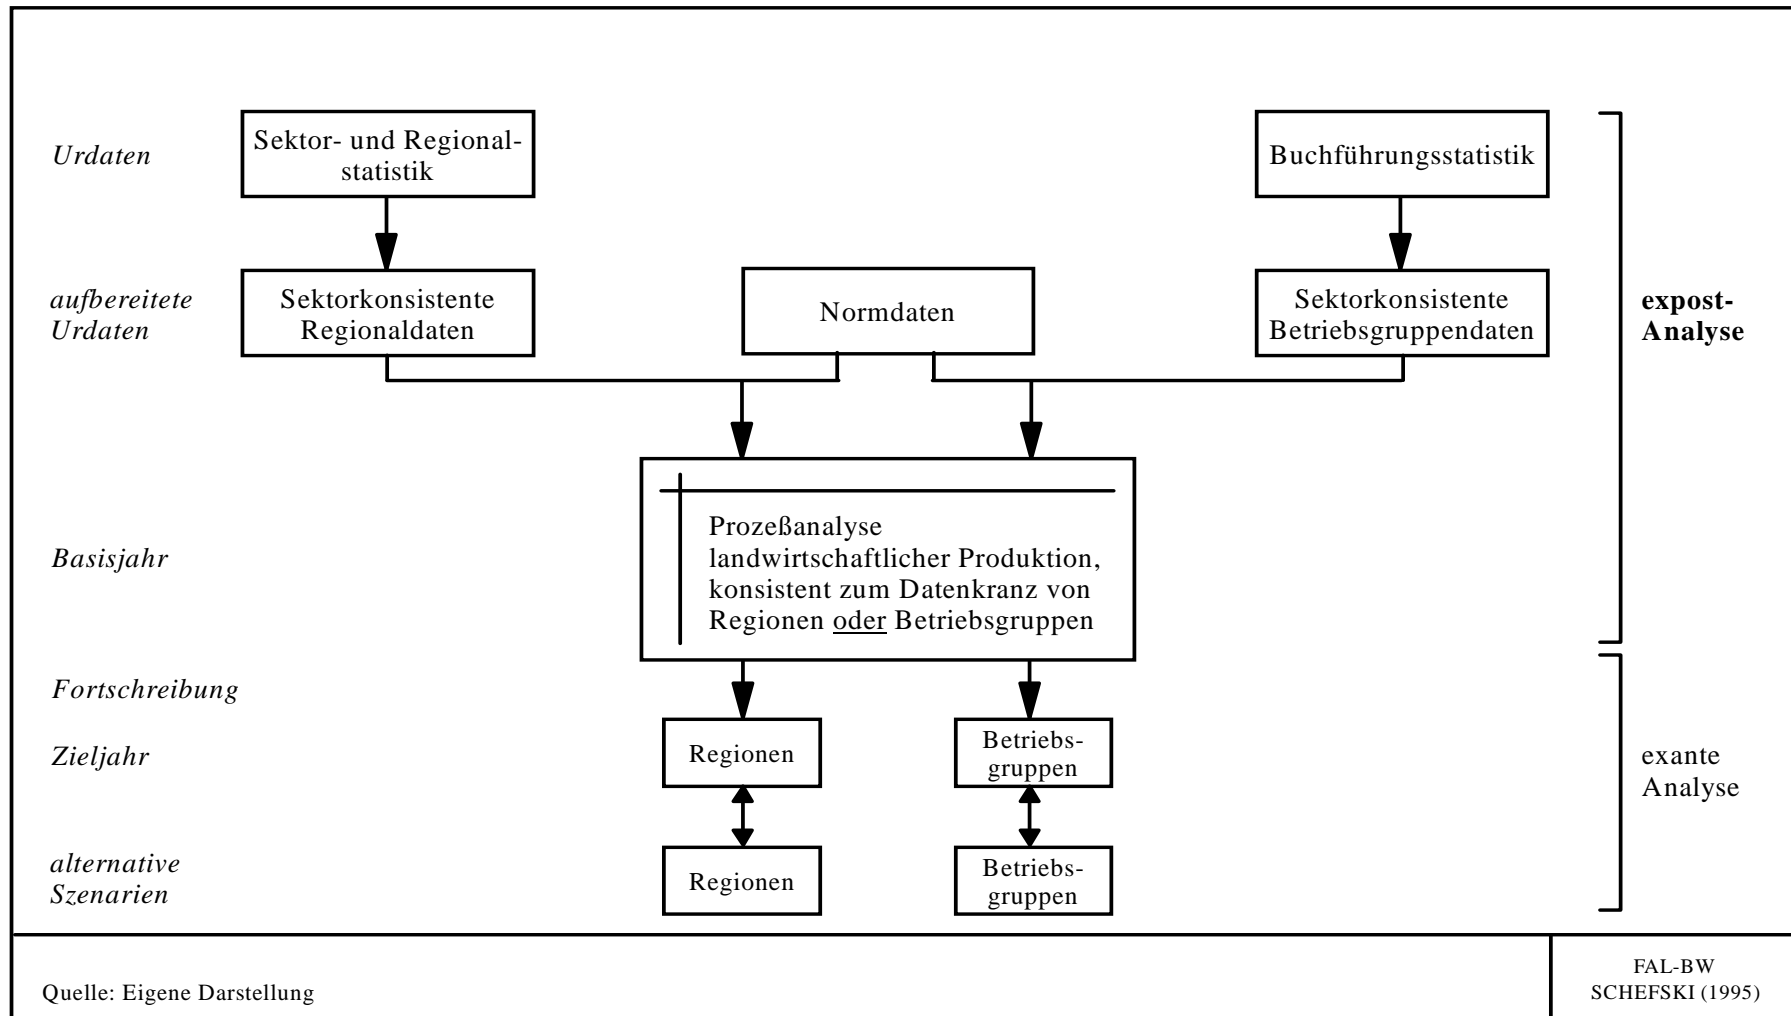 Urdaten
Sektor- und Regional-
statistik
Buchführungsstatistik
aufbereitete
Urdaten
Sektorkonsistente
Regionaldaten
Normdaten
Sektorkonsistente
Betriebsgruppendaten
expost-
Analyse
Basisjahr
Prozeßanalyse
landwirtschaftlicher Produktion,
konsistent zum Datenkranz von
Regionen oder Betriebsgruppen
Fortschreibung
Zieljahr
Regionen
Betriebs-
gruppen
exante
Analyse
alternative
Szenarien
Regionen
Betriebs-
gruppen
Quelle: Eigene Darstellung
FAL-BW
SCHEFSKI (1995)